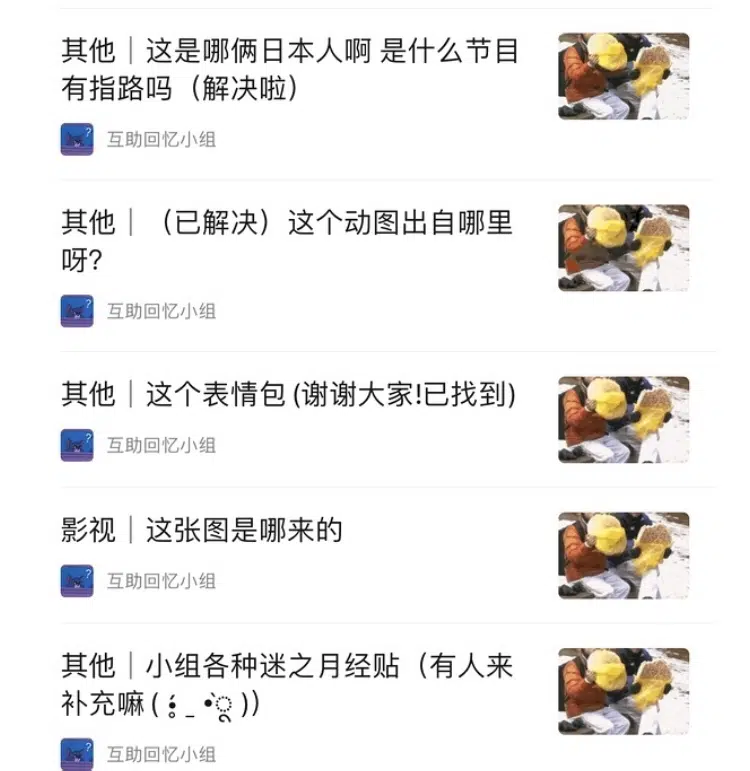 其他｜这是哪俩日本人啊 是什么节目
有指路吗（解决啦）
互助回忆小组
其他｜（已解决）这个动图出自哪里
呀?
互助回忆小组
其他｜这个表情包(谢谢大家!已找到)
互助回忆小组
影视｜这张图是哪来的
互助回忆小组
其他｜小组各种迷之月经贴（有人来
补充嘛( •́ ̥̥̥ _ •̀ ू ))
互助回忆小组